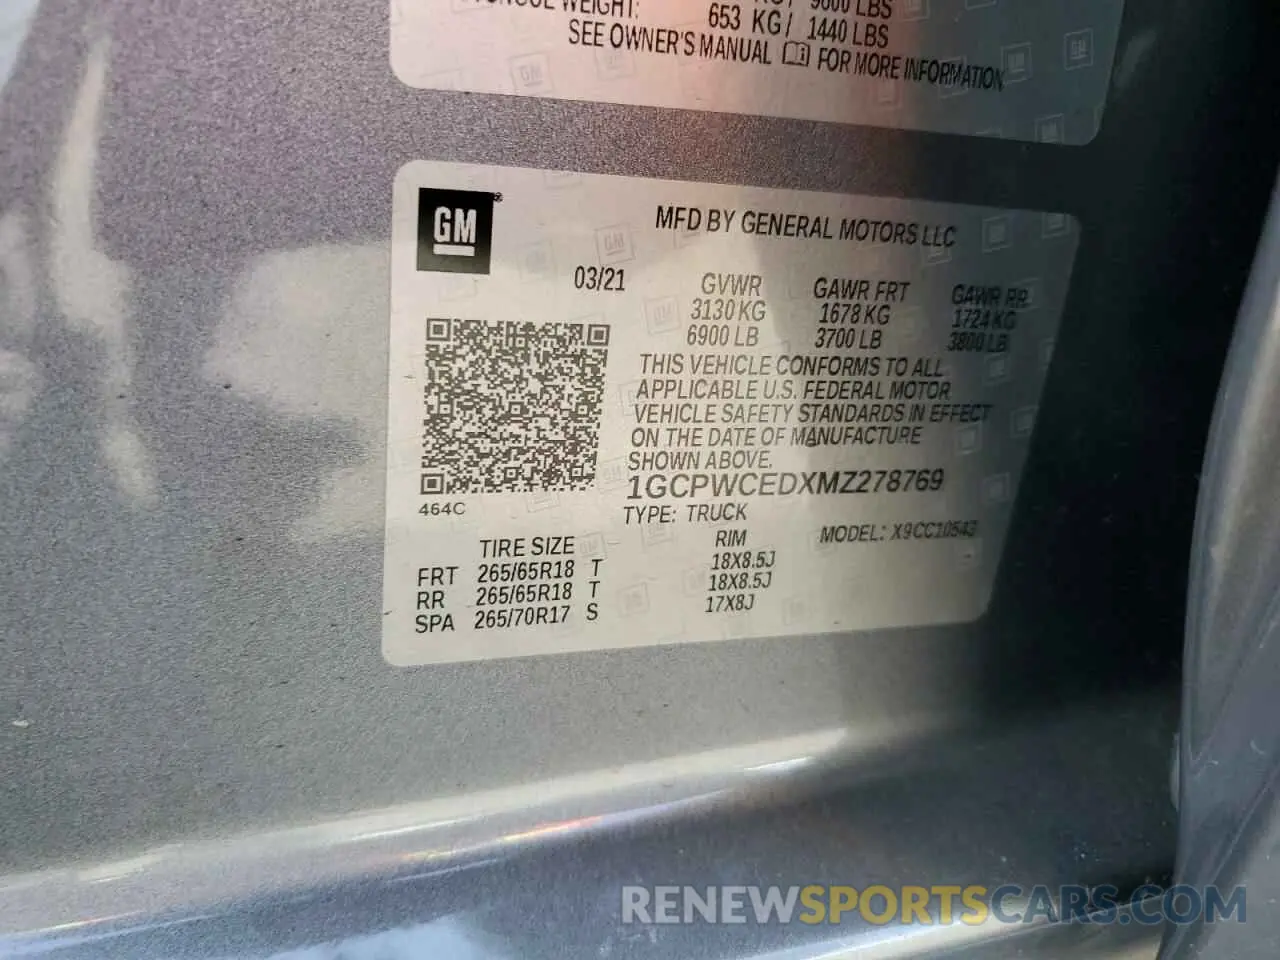 WEIGHT:
653 KG/ 1440 LBS
SEE OWNER'S MANUAL FOR MORE INFORMATION
GM
MFD BY GENERAL MOTORS LLC
03/21
GVWR GAWR FRT GAWR RR
3130 KG 1678 KG 1724 KG
6900 LB 3700 LB 3800 LB
THIS VEHICLE CONFORMS TO ALL
APPLICABLE U.S. FEDERAL MOTOR
VEHICLE SAFETY STANDARDS IN EFFECT
ON THE DATE OF MANUFACTURE
SHOWN ABOVE.
1GCPWCEDXMZ278769
464C
TYPE: TRUCK
MODEL: X9CC10543
TIRE SIZE RIM
FRT 265/65R18 T 18X8.5J
RR 265/65R18 T 18X8.5J
SPA 265/70R17 S 17X8J
RENEWSPORTSCARS.COM